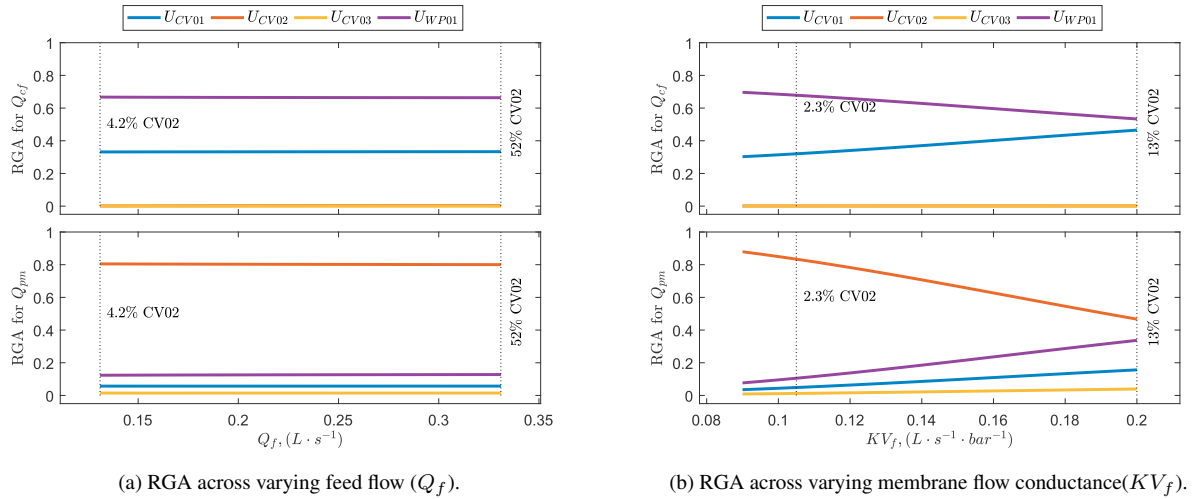 U_{CV01} U_{CV02} U_{CV03} U_{WP01}
1
0.8
0.6
0.4
0.2
0
RGA for Q_{cf}
4.2% CV02
52% CV02
1
0.8
0.6
0.4
0.2
0
RGA for Q_{pm}
4.2% CV02
52% CV02
0.15 0.2 0.25 0.3 0.35
Q_f, (L · s^{-1})
(a) RGA across varying feed flow (Q_f).
U_{CV01} U_{CV02} U_{CV03} U_{WP01}
1
0.8
0.6
0.4
0.2
0
RGA for Q_{cf}
2.3% CV02
13% CV02
1
0.8
0.6
0.4
0.2
0
RGA for Q_{pm}
2.3% CV02
13% CV02
0.08 0.1 0.12 0.14 0.16 0.18 0.2
KV_f, (L · s^{-1} · bar^{-1})
(b) RGA across varying membrane flow conductance(KV_f).